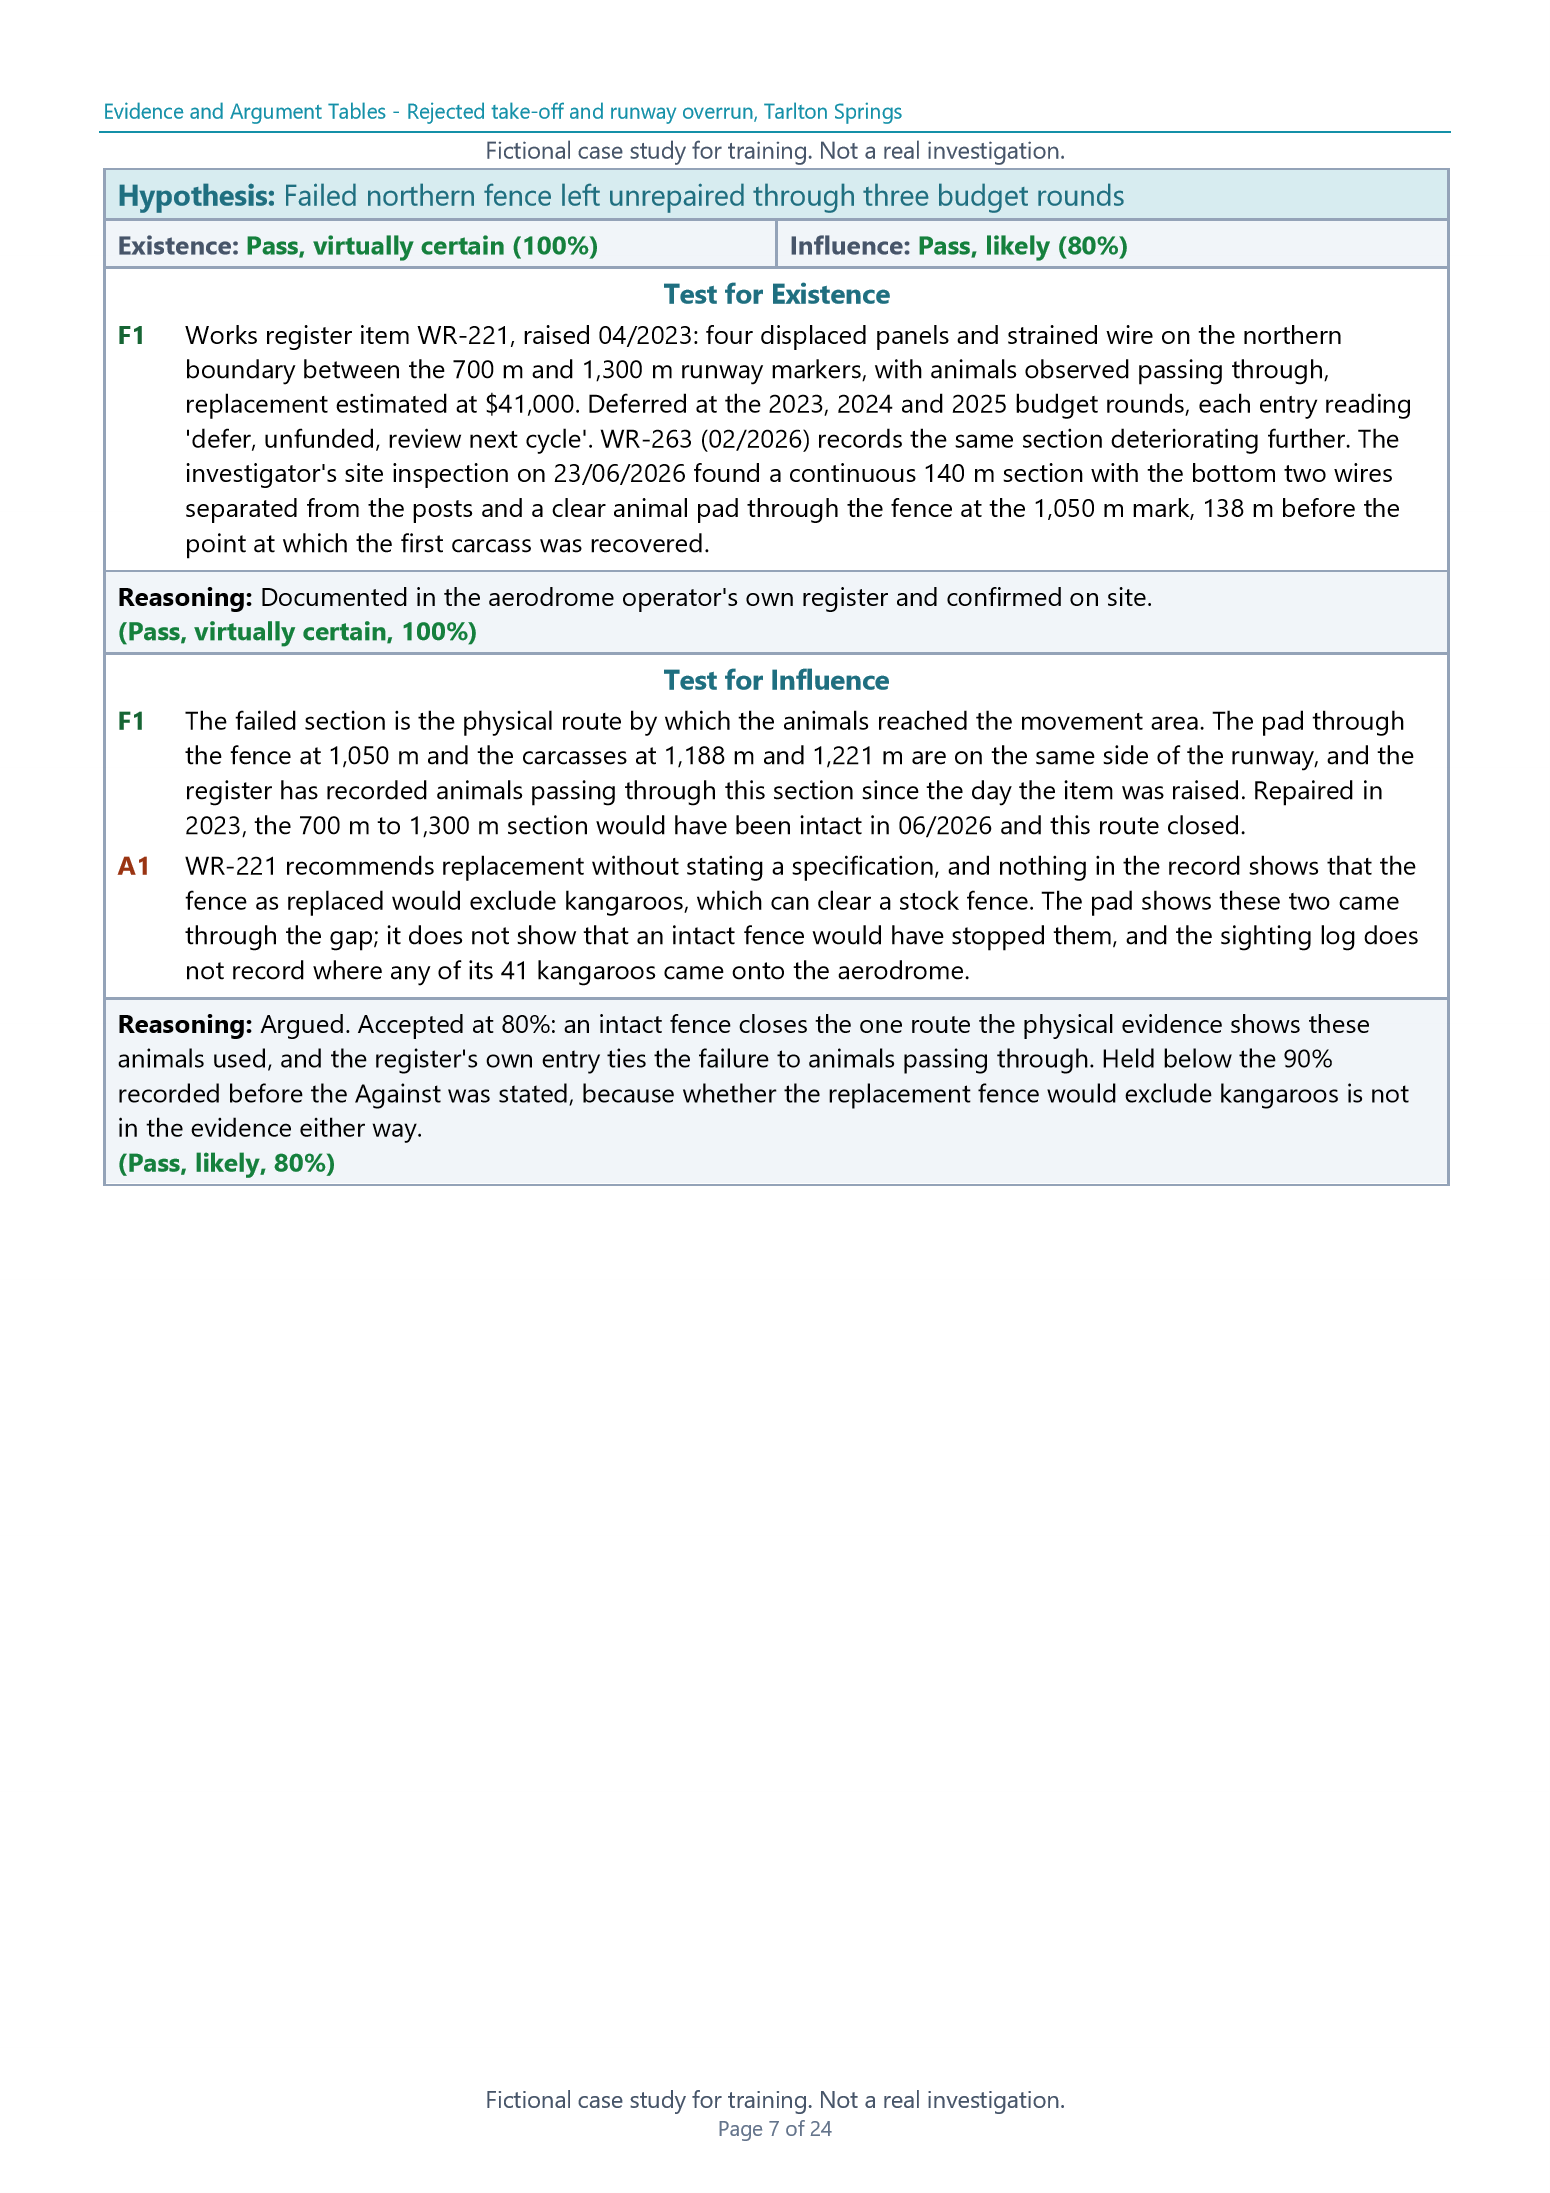 Evidence and Argument Tables - Rejected take-off and runway overrun, Tarlton Springs
Fictional case study for training. Not a real investigation.
Hypothesis: Failed northern fence left unrepaired through three budget rounds
Existence: Pass, virtually certain (100%)
Influence: Pass, likely (80%)
Test for Existence
F1 Works register item WR-221, raised 04/2023: four displaced panels and strained wire on the northern
boundary between the 700 m and 1,300 m runway markers, with animals observed passing through,
replacement estimated at $41,000. Deferred at the 2023, 2024 and 2025 budget rounds, each entry reading
'defer, unfunded, review next cycle'. WR-263 (02/2026) records the same section deteriorating further. The
investigator's site inspection on 23/06/2026 found a continuous 140 m section with the bottom two wires
separated from the posts and a clear animal pad through the fence at the 1,050 m mark, 138 m before the
point at which the first carcass was recovered.
Reasoning: Documented in the aerodrome operator's own register and confirmed on site.
(Pass, virtually certain, 100%)
Test for Influence
F1 The failed section is the physical route by which the animals reached the movement area. The pad through
the fence at 1,050 m and the carcasses at 1,188 m and 1,221 m are on the same side of the runway, and the
register has recorded animals passing through this section since the day the item was raised. Repaired in
2023, the 700 m to 1,300 m section would have been intact in 06/2026 and this route closed.
A1 WR-221 recommends replacement without stating a specification, and nothing in the record shows that the
fence as replaced would exclude kangaroos, which can clear a stock fence. The pad shows these two came
through the gap; it does not show that an intact fence would have stopped them, and the sighting log does
not record where any of its 41 kangaroos came onto the aerodrome.
Reasoning: Argued. Accepted at 80%: an intact fence closes the one route the physical evidence shows these
animals used, and the register's own entry ties the failure to animals passing through. Held below the 90%
recorded before the Against was stated, because whether the replacement fence would exclude kangaroos is not
in the evidence either way.
(Pass, likely, 80%)
Fictional case study for training. Not a real investigation.
Page 7 of 24